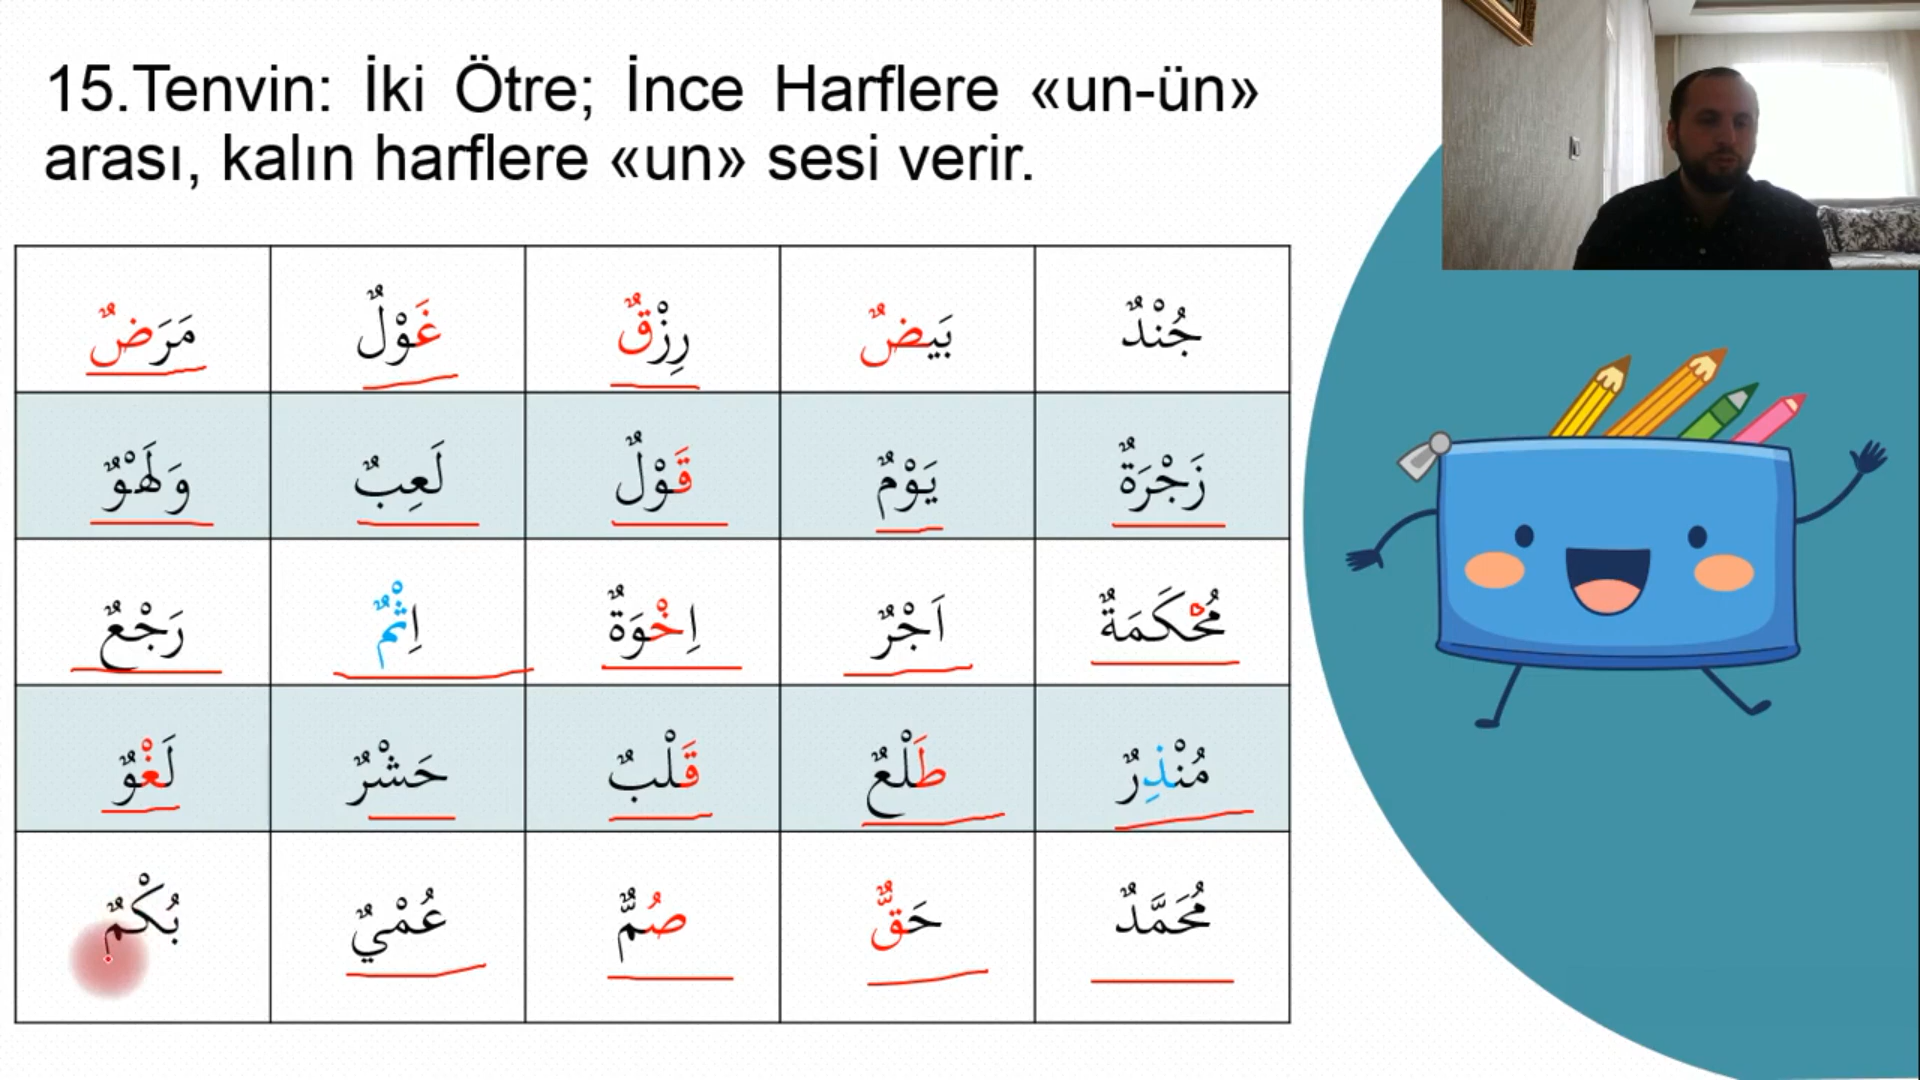 15.Tenvin: İki Ötre; İnce Harflere «un-ün»
arası, kalın harflere «un» sesi verir.
جُنْدٌ بَيضٌ رِزْقٌ غَوْلٌ مَرَضٌ
زَجْرَةٌ يَوْمٌ قَوْلٌ لَعِبٌ وَلَهْوٌ
مُحْكَمَةٌ اَجْرٌ اِخْوَةٌ اِثْمٌ رَجْعٌ
مُنْذِرٌ طَلْعٌ قَلْبٌ حَشْرٌ لَغْوٌ
مُحَمَّدٌ حَقٌّ صُمٌّ عُمْيٌ بُكْمٌ